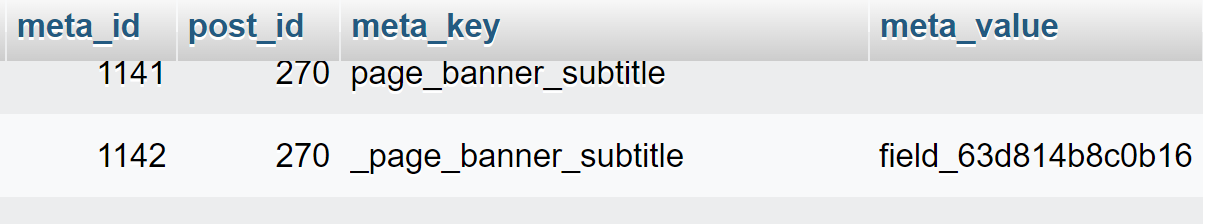 meta_id post_id meta_key meta_value
1141 270 page_banner_subtitle
1142 270 _page_banner_subtitle field_63d814b8c0b16